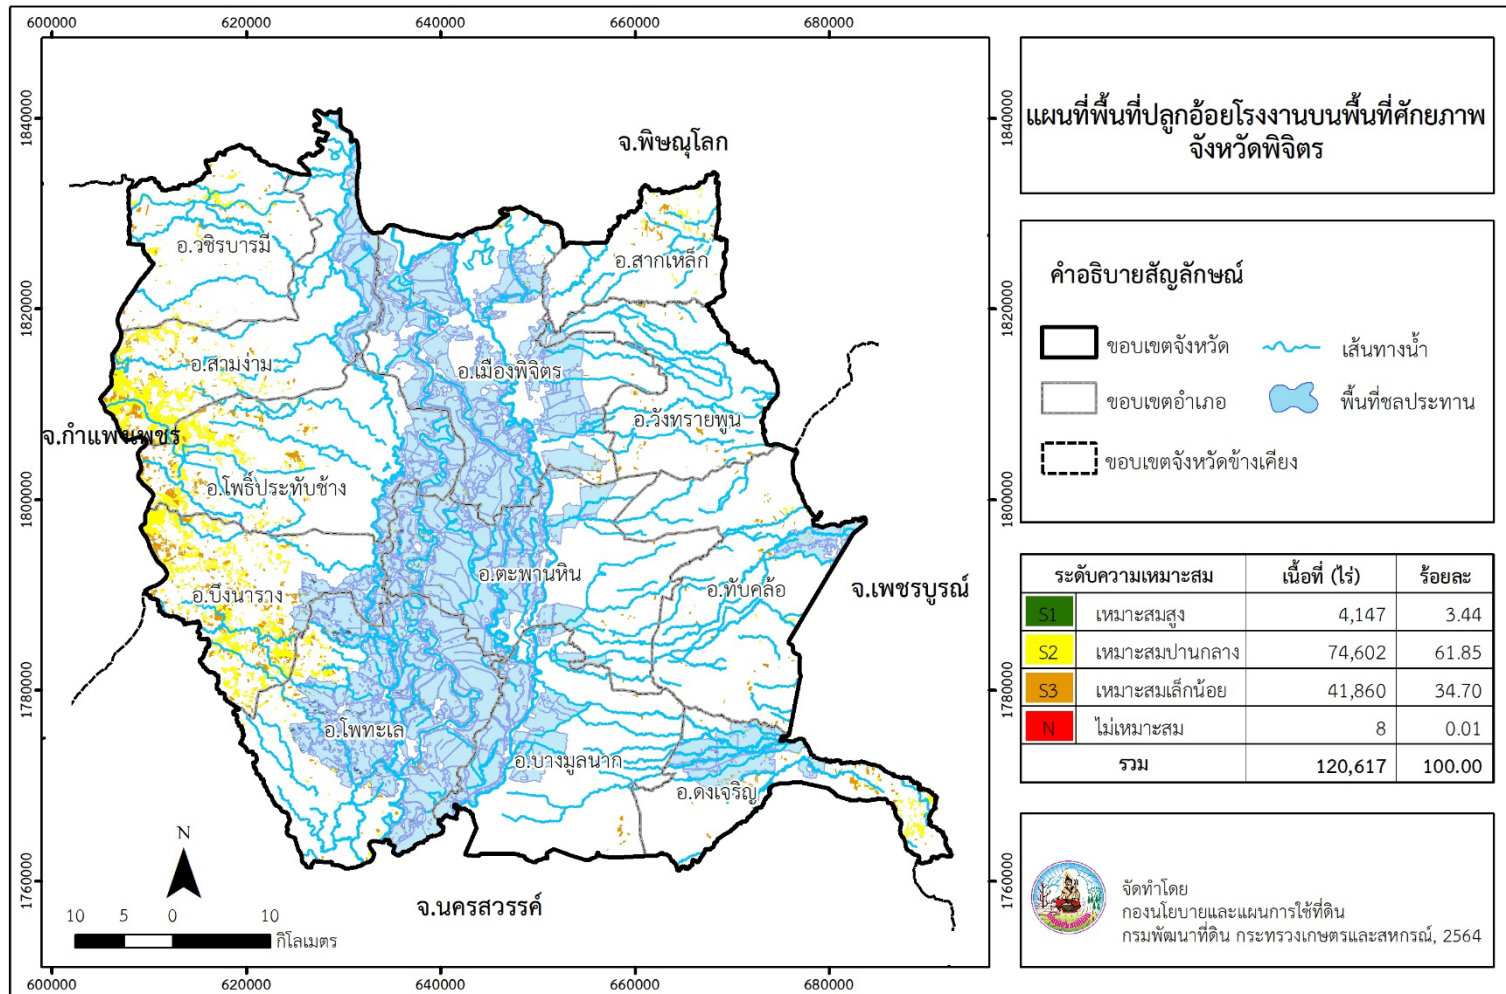 600000 620000 640000 660000 680000
1840000
1820000
1800000
1780000
1760000
จ.พิษณุโลก
อ.วชิรบารมี
อ.สากเหล็ก
อ.สามง่าม
อ.เมืองพิจิตร
อ.วังทรายพูน
จ.กำแพงเพชร
อ.โพธิ์ประทับช้าง
อ.ตะพานหิน
อ.ทับคล้อ
จ.เพชรบูรณ์
อ.บึงนาราง
อ.โพทะเล
อ.บางมูลนาก
อ.ดงเจริญ
จ.นครสวรรค์
N
10 5 0 10
กิโลเมตร
1840000
1820000
1800000
1780000
1760000
600000 620000 640000 660000 680000
แผนที่พื้นที่ปลูกอ้อยโรงงานบนพื้นที่ศักยภาพ
จังหวัดพิจิตร
คำอธิบายสัญลักษณ์
ขอบเขตจังหวัด เส้นทางน้ำ
ขอบเขตอำเภอ พื้นที่ชลประทาน
ขอบเขตจังหวัดข้างเคียง
ระดับความเหมาะสม เนื้อที่ (ไร่) ร้อยละ
S1 เหมาะสมสูง 4,147 3.44
S2 เหมาะสมปานกลาง 74,602 61.85
S3 เหมาะสมเล็กน้อย 41,860 34.70
N ไม่เหมาะสม 8 0.01
รวม 120,617 100.00
จัดทำโดย
กองนโยบายและแผนการใช้ที่ดิน
กรมพัฒนาที่ดิน กระทรวงเกษตรและสหกรณ์, 2564